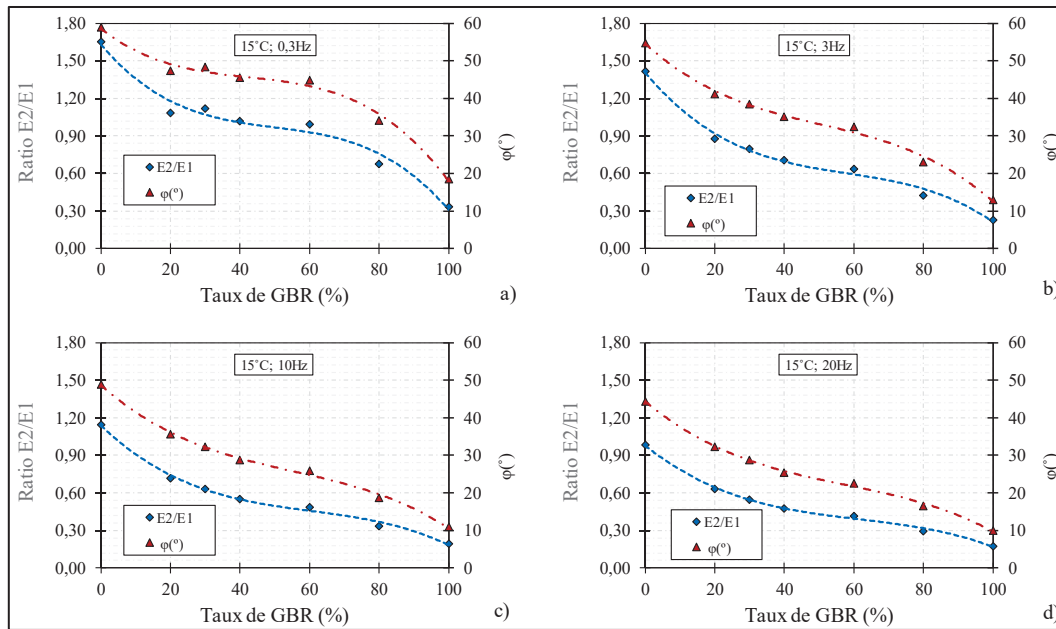 15°C; 0,3Hz
1,80
1,50
1,20
0,90
0,60
0,30
0,00
Ratio E2/E1
60
50
40
30
20
10
0
φ(°)
E2/E1
φ(º)
0
20
40
60
80
100
Taux de GBR (%)
a)
15°C; 3Hz
1,80
1,50
1,20
0,90
0,60
0,30
0,00
Ratio E2/E1
60
50
40
30
20
10
0
φ(°)
E2/E1
φ(º)
0
20
40
60
80
100
Taux de GBR (%)
b)
15°C; 10Hz
1,80
1,50
1,20
0,90
0,60
0,30
0,00
Ratio E2/E1
60
50
40
30
20
10
0
φ(°)
E2/E1
φ(º)
0
20
40
60
80
100
Taux de GBR (%)
c)
15°C; 20Hz
1,80
1,50
1,20
0,90
0,60
0,30
0,00
Ratio E2/E1
60
50
40
30
20
10
0
φ(°)
E2/E1
φ(º)
0
20
40
60
80
100
Taux de GBR (%)
d)